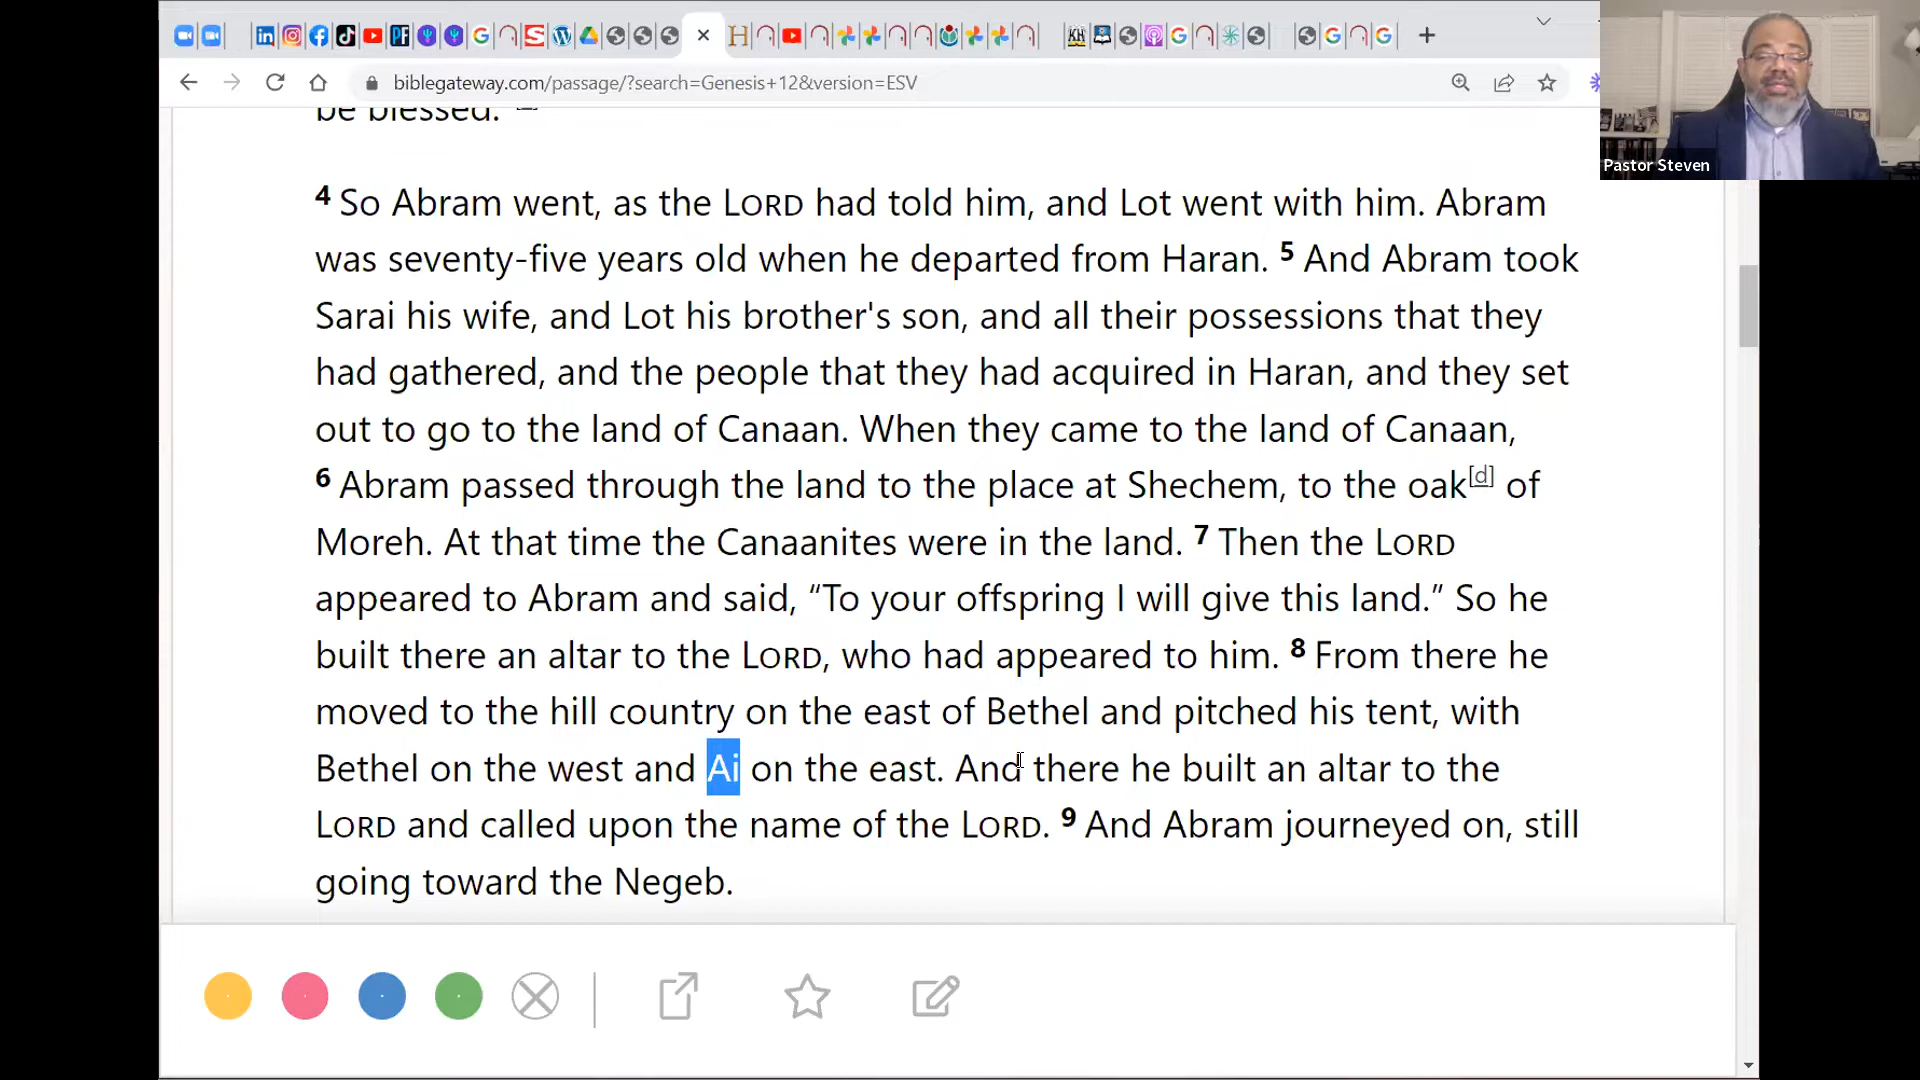 biblegateway.com/passage/?search=Genesis+12&version=ESV
Pastor Steven
be blessed.
4 So Abram went, as the LORD had told him, and Lot went with him. Abram
was seventy-five years old when he departed from Haran. 5 And Abram took
Sarai his wife, and Lot his brother's son, and all their possessions that they
had gathered, and the people that they had acquired in Haran, and they set
out to go to the land of Canaan. When they came to the land of Canaan,
6 Abram passed through the land to the place at Shechem, to the oak[d] of
Moreh. At that time the Canaanites were in the land. 7 Then the LORD
appeared to Abram and said, “To your offspring I will give this land.” So he
built there an altar to the LORD, who had appeared to him. 8 From there he
moved to the hill country on the east of Bethel and pitched his tent, with
Bethel on the west and Ai on the east. And there he built an altar to the
LORD and called upon the name of the LORD. 9 And Abram journeyed on, still
going toward the Negeb.